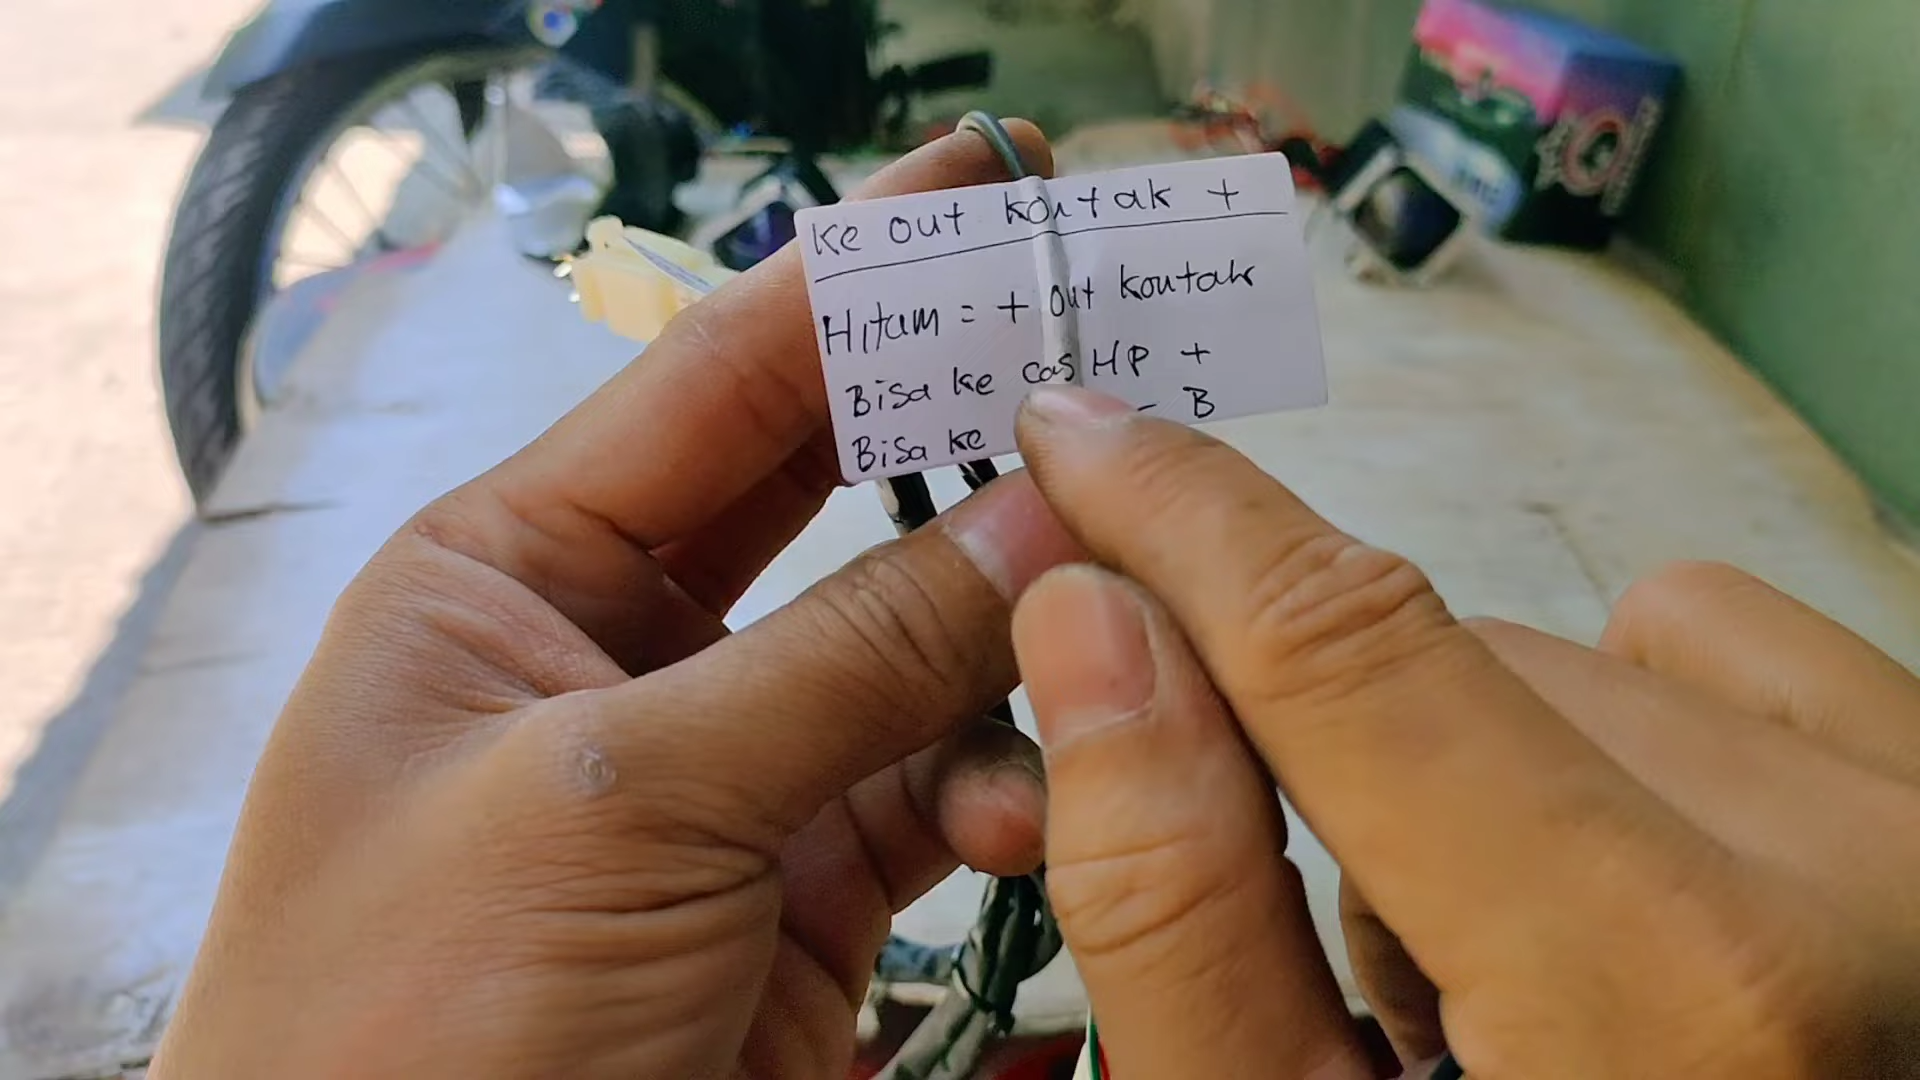 Ke out kontak +
Hitam = + out kontak
Bisa ke cas HP +
Bisa ke - B